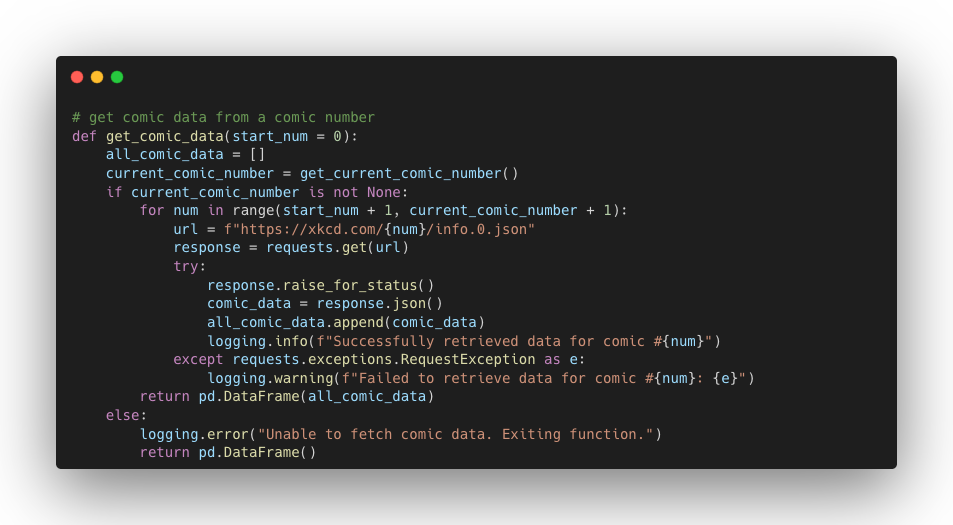 # get comic data from a comic number
def get_comic_data(start_num = 0):
    all_comic_data = []
    current_comic_number = get_current_comic_number()
    if current_comic_number is not None:
        for num in range(start_num + 1, current_comic_number + 1):
            url = f"https://xkcd.com/{num}/info.0.json"
            response = requests.get(url)
            try:
                response.raise_for_status()
                comic_data = response.json()
                all_comic_data.append(comic_data)
                logging.info(f"Successfully retrieved data for comic #{num}")
            except requests.exceptions.RequestException as e:
                logging.warning(f"Failed to retrieve data for comic #{num}: {e}")
        return pd.DataFrame(all_comic_data)
    else:
        logging.error("Unable to fetch comic data. Exiting function.")
        return pd.DataFrame()